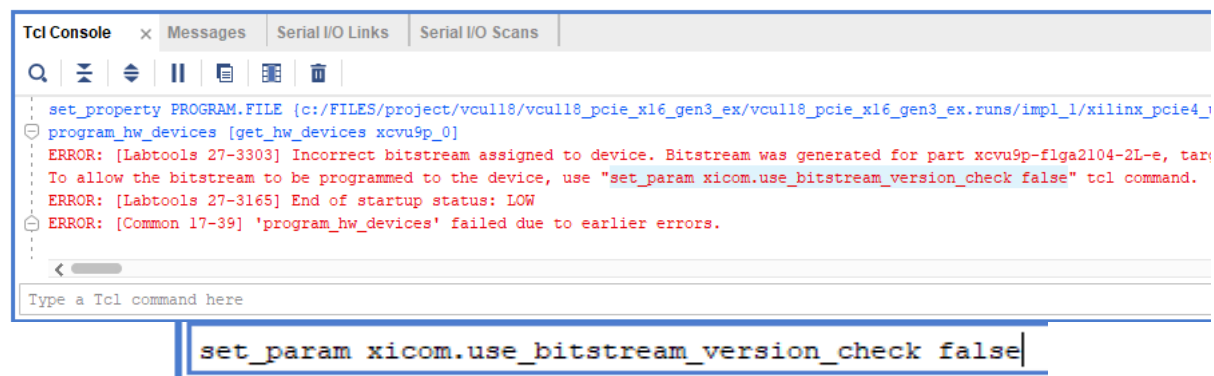 Tcl Console × Messages Serial I/O Links Serial I/O Scans
set_property PROGRAM.FILE {c:/FILES/project/vcu118/vcu118_pcie_x16_gen3_ex/vcu118_pcie_x16_gen3_ex.runs/impl_1/xilinx_pcie4_
program_hw_devices [get_hw_devices xcvu9p_0]
ERROR: [Labtools 27-3303] Incorrect bitstream assigned to device. Bitstream was generated for part xcvu9p-flga2104-2L-e,
To allow the bitstream to be programmed to the device, use "set_param xicom.use_bitstream_version_check false" tcl command.
ERROR: [Labtools 27-3165] End of startup status: LOW
ERROR: [Common 17-39] 'program_hw_devices' failed due to earlier errors.
Type a Tcl command here
set_param xicom.use_bitstream_version_check false